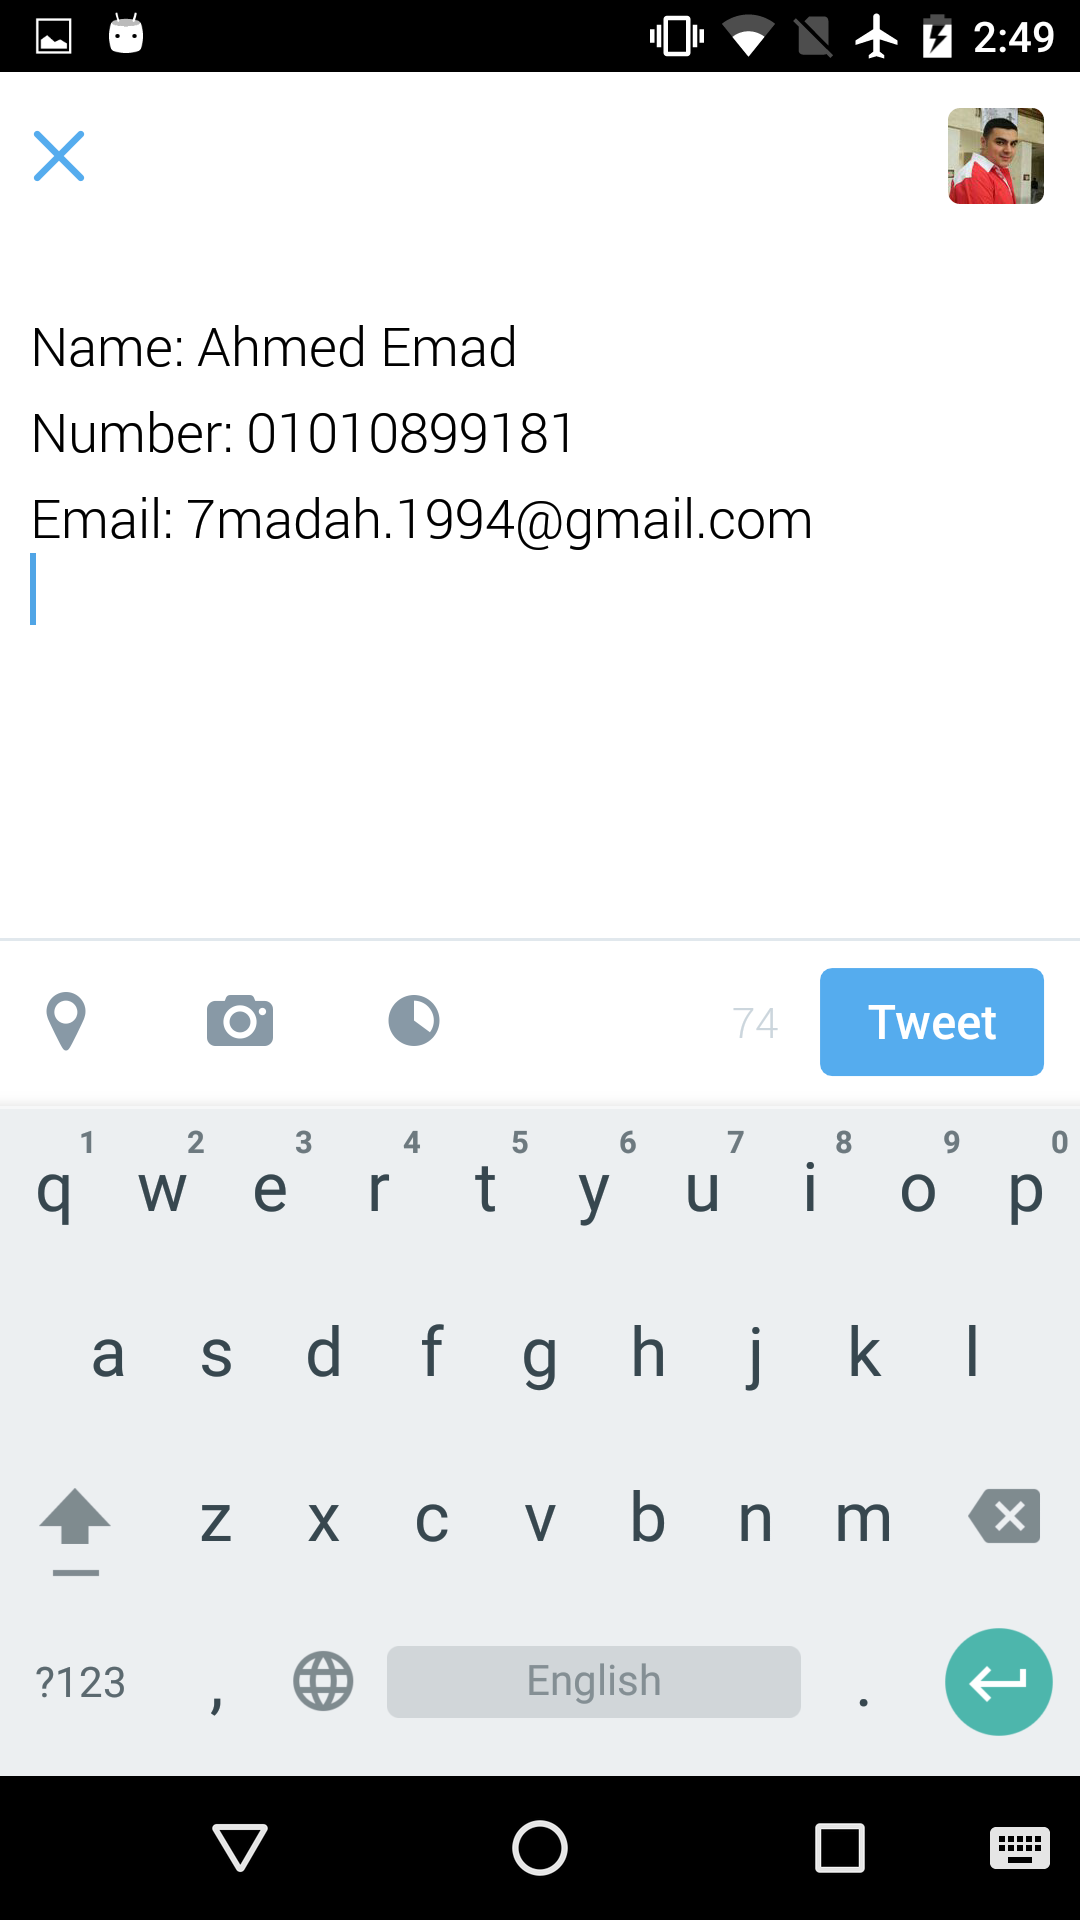 2:49
Name: Ahmed Emad
Number: 01010899181
Email: 7madah.1994@gmail.com
74 Tweet
1 2 3 4 5 6 7 8 9 0
q w e r t y u i o p
a s d f g h j k l
z x c v b n m
?123 , English .